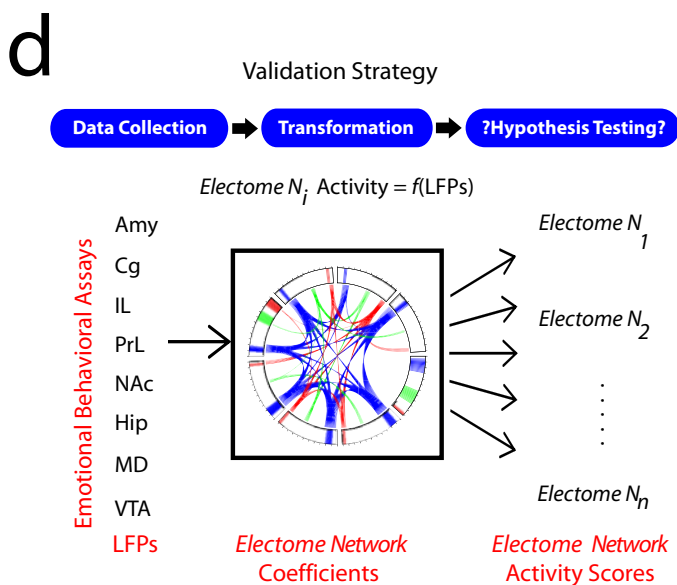 d
Validation Strategy
Data Collection
Transformation
?Hypothesis Testing?
Electome Ni Activity = f(LFPs)
Emotional Behavioral Assays
Amy
Cg
IL
PrL
NAc
Hip
MD
VTA
LFPs
Electome Network
Coefficients
Electome N1
Electome N2
Electome Nn
Electome Network
Activity Scores